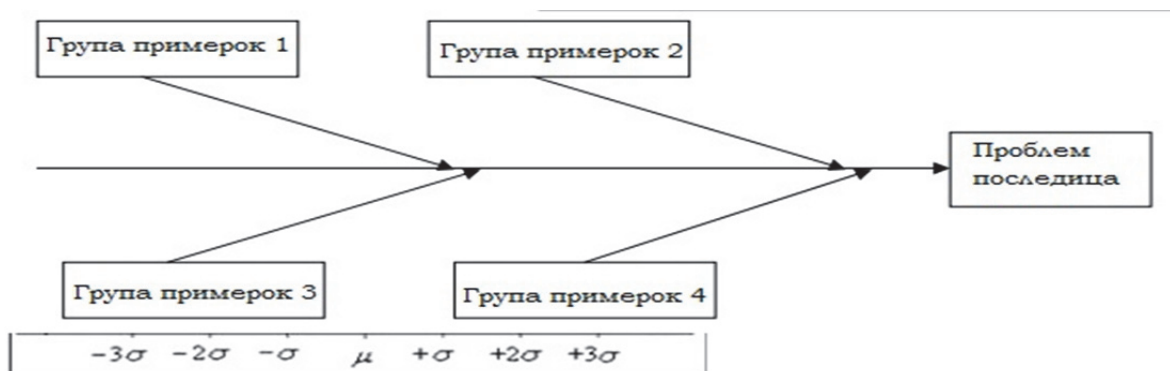 Група примерок 1
Група примерок 2
Проблем
последица
Група примерок 3
Група примерок 4
-3σ -2σ -σ μ +σ +2σ +3σ